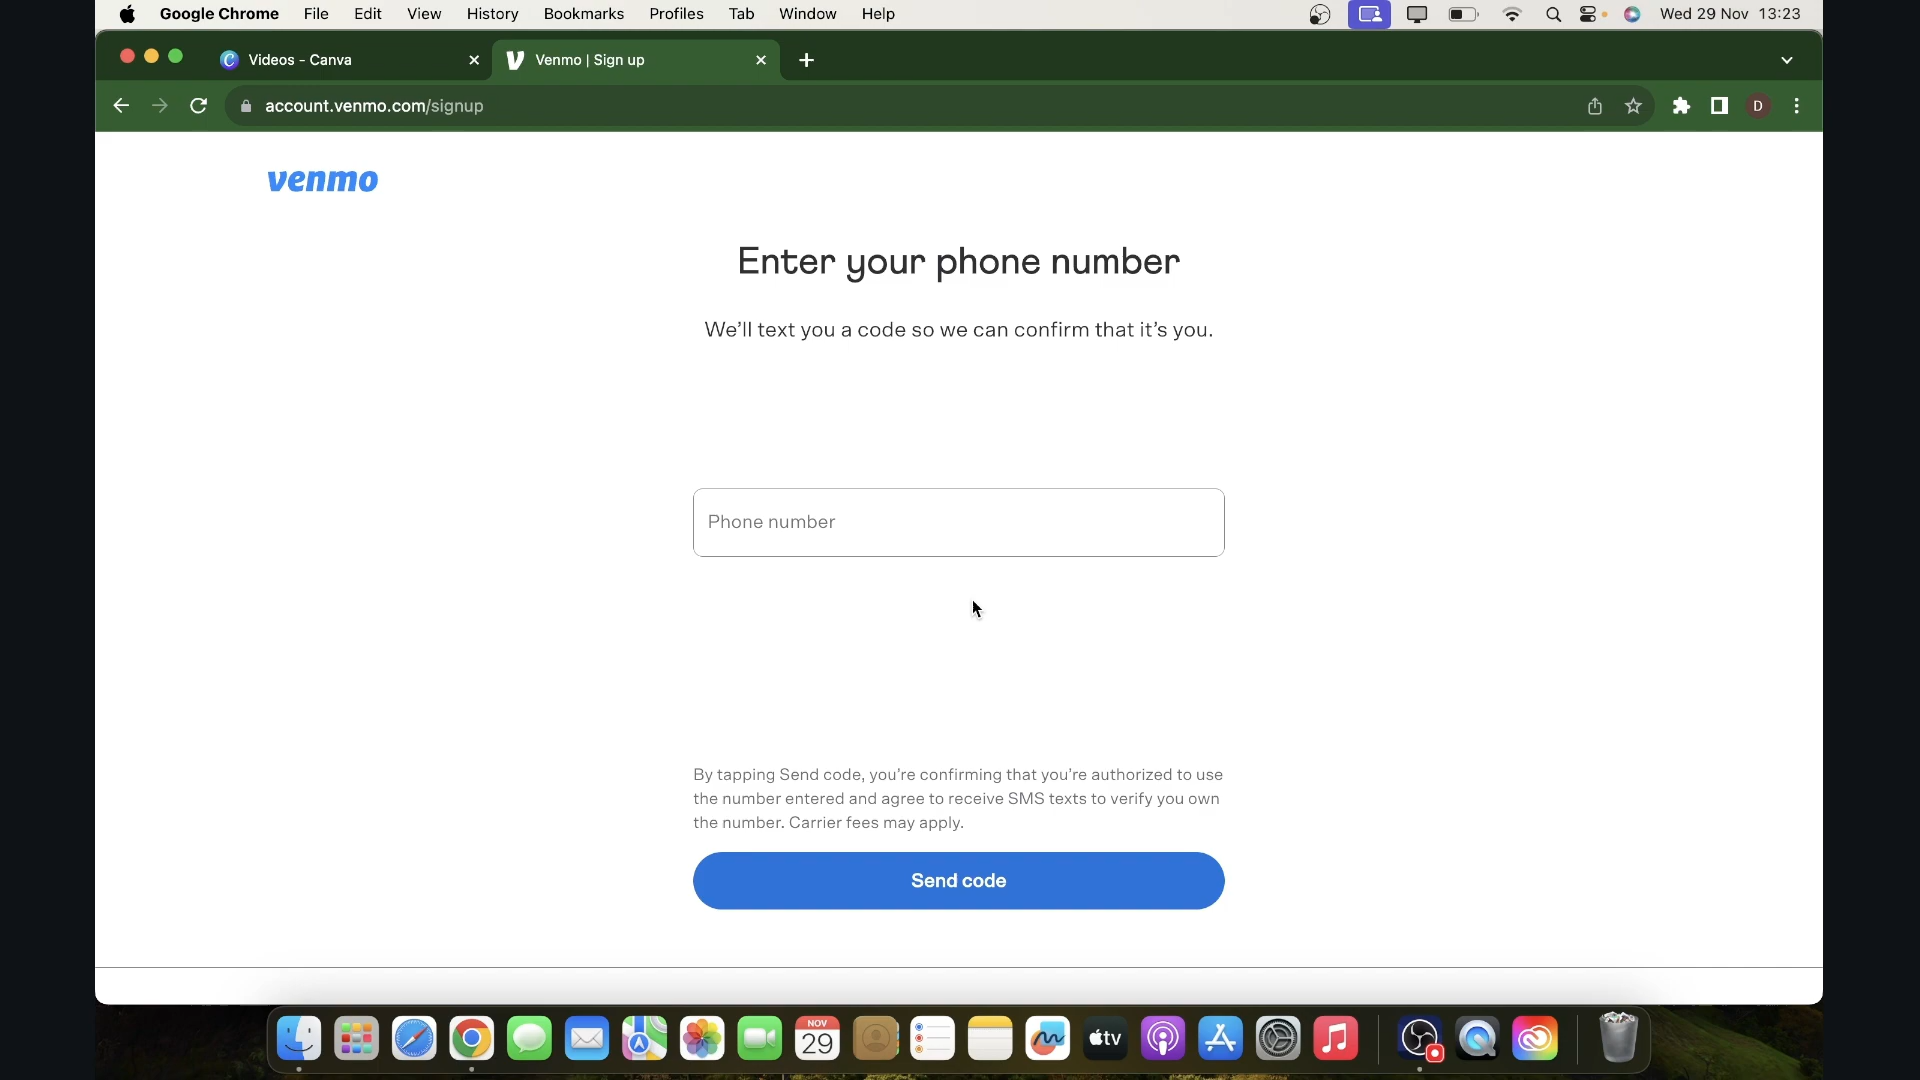 Google Chrome File Edit View History Bookmarks Profiles Tab Window Help Wed 29 Nov 13:23
Videos - Canva Venmo | Sign up
account.venmo.com/signup D
venmo
Enter your phone number
We'll text you a code so we can confirm that it's you.
Phone number
By tapping Send code, you're confirming that you're authorized to use
the number entered and agree to receive SMS texts to verify you own
the number. Carrier fees may apply.
Send code
NOV
29
tv